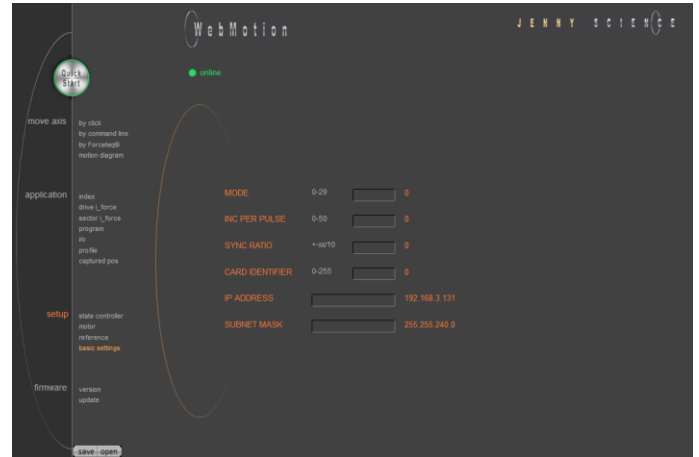 WebMotion
JENNY SCIENCE
Quick
Start
online
move axis
by click
by command line
by Forceteq®
motion diagram
application
index
drive i_force
sector i_force
program
i/o
profile
captured pos
MODE 0-29 0
INC PER PULSE 0-50 0
SYNC RATIO +-xx/10 0
CARD IDENTIFIER 0-255 0
IP ADDRESS 192.168.3.131
SUBNET MASK 255.255.240.0
setup
state controller
motor
reference
basic settings
firmware
version
update
save open